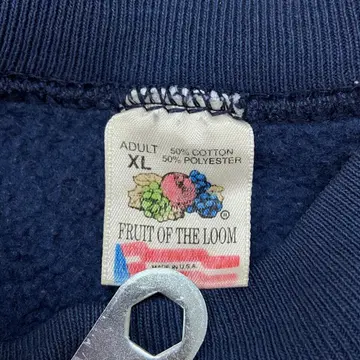 ADULT 50% COTTON
XL 50% POLYESTER
®
FRUIT OF THE LOOM
MADE IN U.S.A.